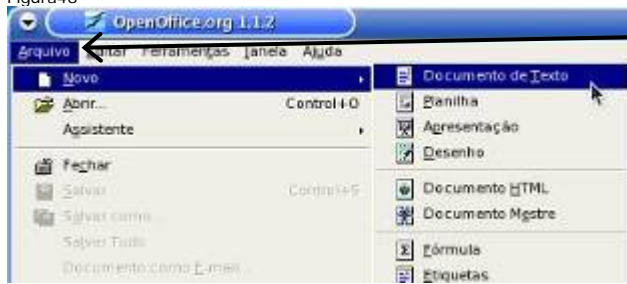 OpenOffice.org 1.1.2
Arquivo Editar Ferramentas Janela Ajuda
Novo
Abrir... Control+O
Assistente
Fechar
Salvar Control+S
Salvar como...
Salvar Tudo
Documento como E-mail...
Documento de Texto
Planilha
Apresentação
Desenho
Documento HTML
Documento Mestre
Fórmula
Etiquetas